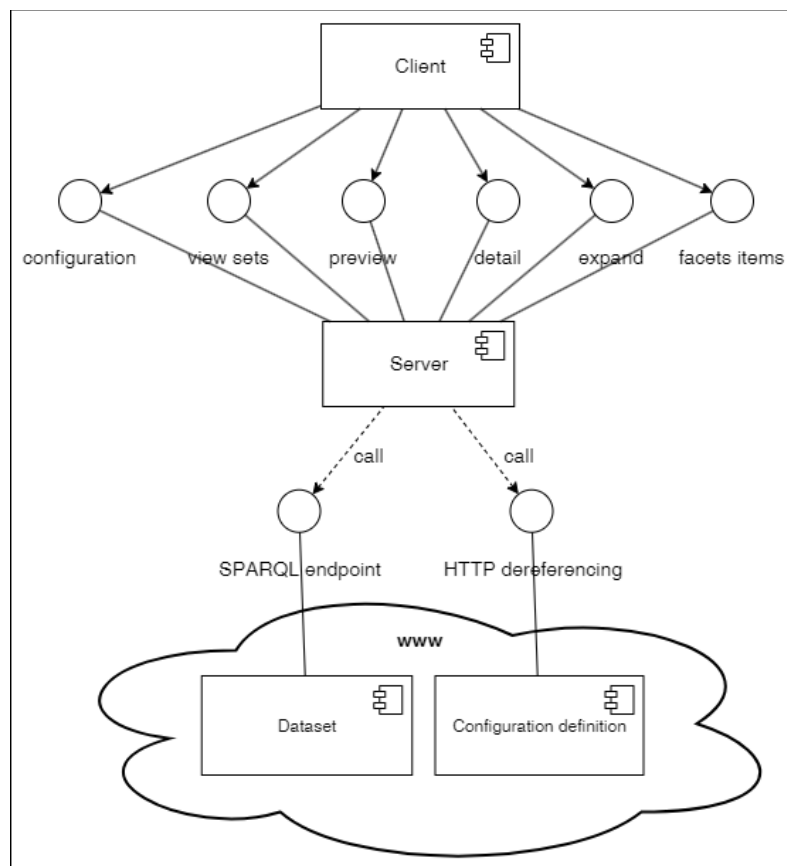 Client
configuration
view sets
preview
detail
expand
facets items
Server
call
call
SPARQL endpoint
HTTP dereferencing
www
Dataset
Configuration definition